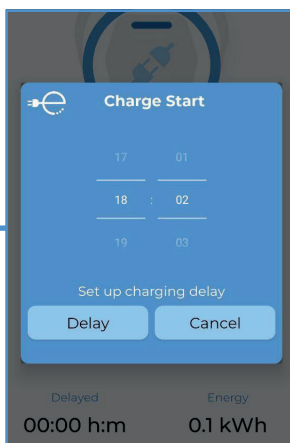 Charge Start
17 01
18 : 02
19 03
Set up charging delay
Delay Cancel
Delayed Energy
00:00 h:m 0.1 kWh